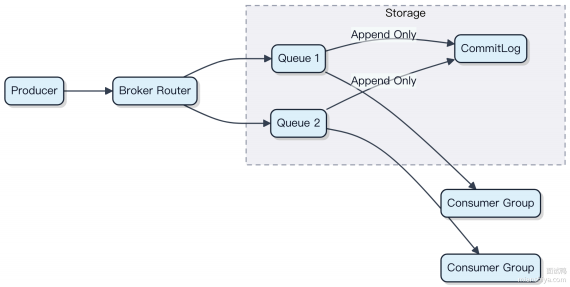 Storage
Append Only
CommitLog
Queue 1
Append Only
Producer
Broker Router
Queue 2
Consumer Group
Consumer Group